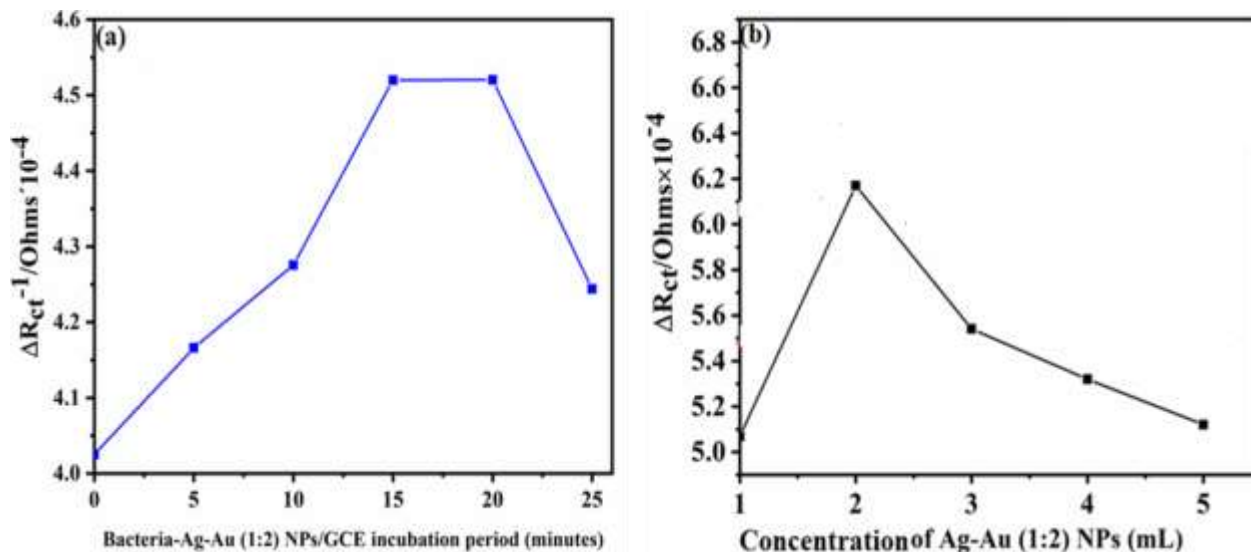 (a)
4.6
4.5
4.4
4.3
4.2
4.1
4.0
ΔRct⁻¹/Ohms˙10⁻⁴
0 5 10 15 20 25
Bacteria-Ag-Au (1:2) NPs/GCE incubation period (minutes)
(b)
6.8
6.6
6.4
6.2
6.0
5.8
5.6
5.4
5.2
5.0
ΔRct/Ohms×10⁻⁴
1 2 3 4 5
Concentration of Ag-Au (1:2) NPs (mL)